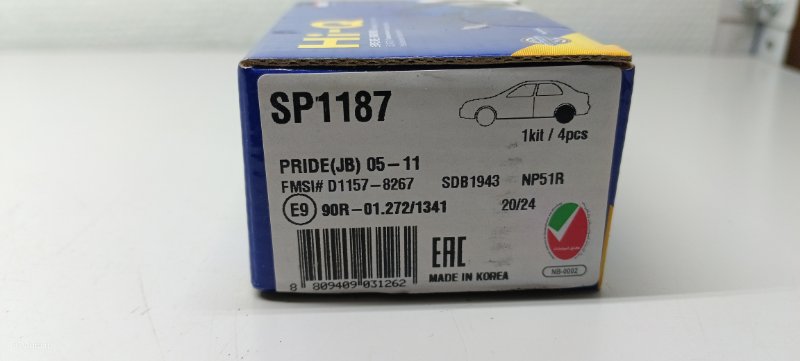 Hi-Q
SP1187
1kit / 4pcs
PRIDE(JB) 05-11
FMSI# D1157-8267 SDB1943 NP51R
E9 90R-01.272/1341 20/24
EAC
MADE IN KOREA
NB-0002
8 809409 031262